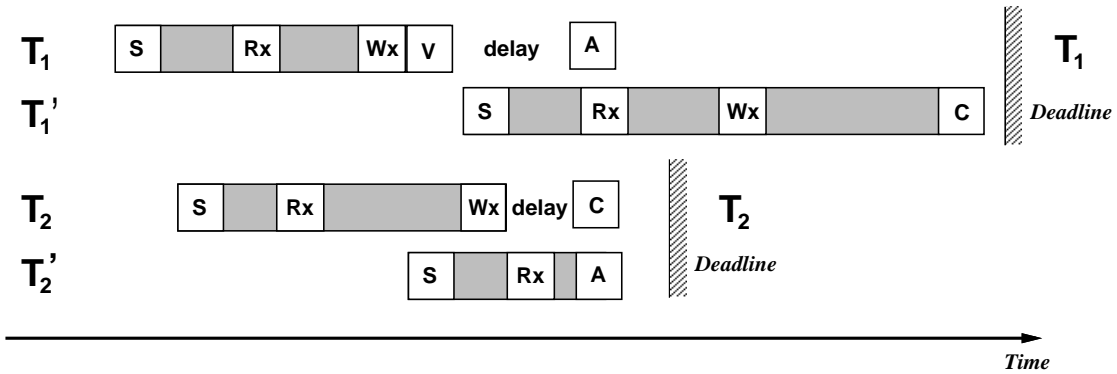 T1 S Rx Wx V delay A T1
T1' S Rx Wx C Deadline
T2 S Rx Wx delay C T2
T2' S Rx A Deadline
Time